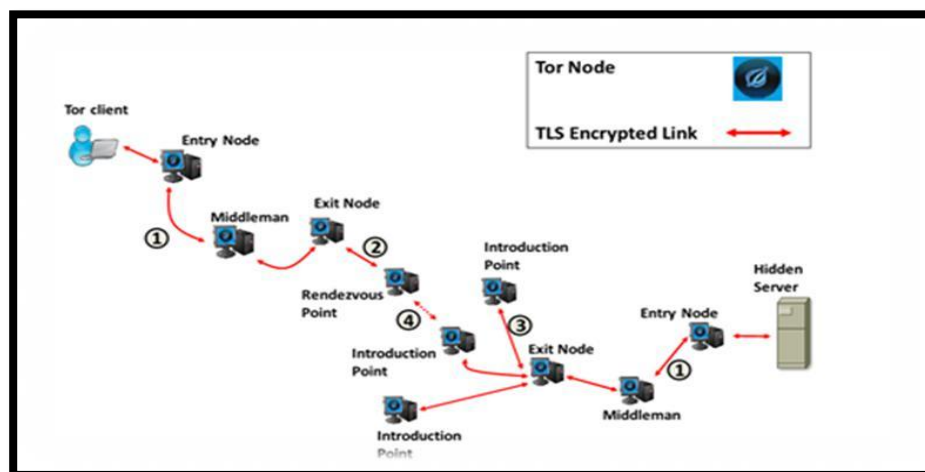 Tor Node
TLS Encrypted Link
Tor client
Entry Node
①
Middleman
Exit Node
②
Rendezvous
Point
④
Introduction
Point
③
Introduction
Point
Introduction
Point
Exit Node
Middleman
①
Entry Node
Hidden
Server